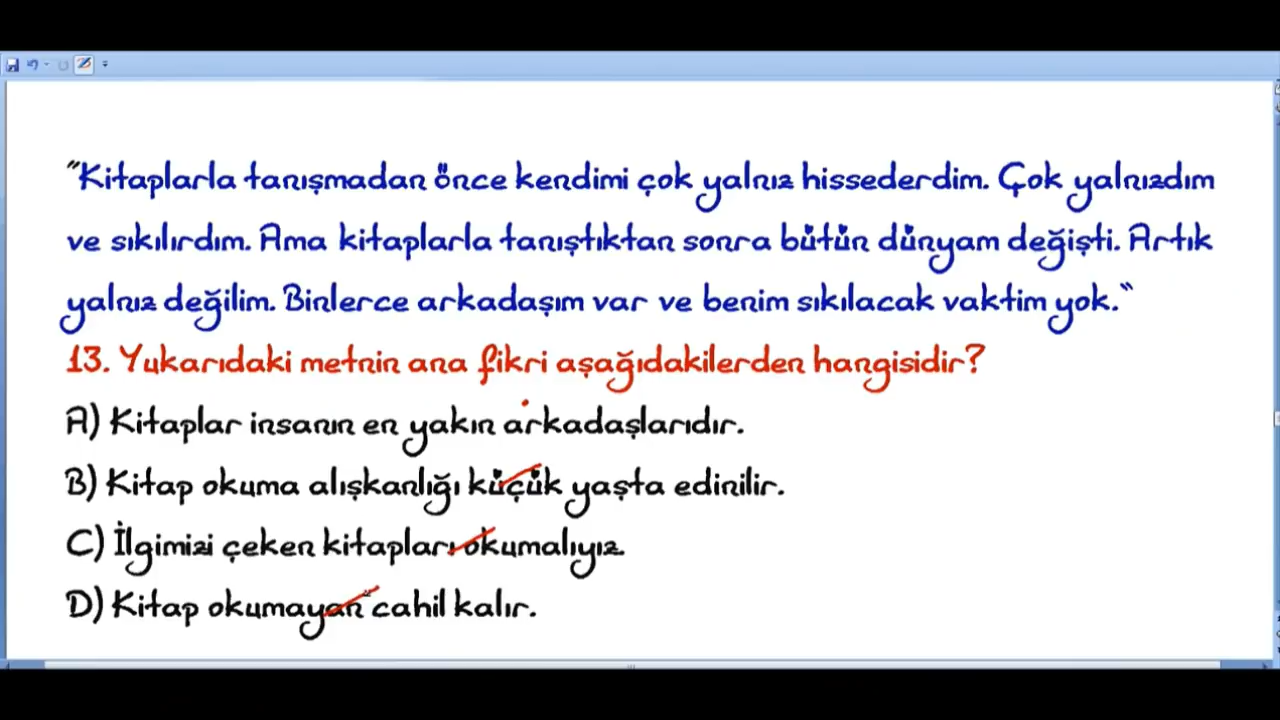 "Kitaplarla tanışmadan önce kendimi çok yalnız hissederdim. Çok yalnızdım
ve sıkılırdım. Ama kitaplarla tanıştıktan sonra bütün dünyam değişti. Artık
yalnız değilim. Binlerce arkadaşım var ve benim sıkılacak vaktim yok."
13. Yukarıdaki metnin ana fikri aşağıdakilerden hangisidir?
A) Kitaplar insanın en yakın arkadaşlarıdır.
B) Kitap okuma alışkanlığı küçük yaşta edinilir.
C) İlgimizi çeken kitapları okumalıyız.
D) Kitap okumayan cahil kalır.